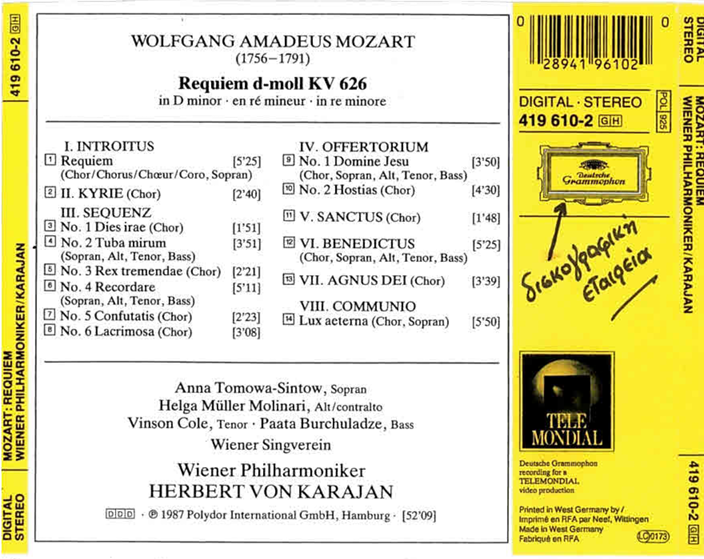 419 610-2 GH
MOZART: REQUIEM
WIENER PHILHARMONIKER/KARAJAN
DIGITAL
STEREO
WOLFGANG AMADEUS MOZART
(1756–1791)
Requiem d-moll KV 626
in D minor · en ré mineur · in re minore
I. INTROITUS
1 Requiem [5'25]
(Chor/Chorus/Chœur/Coro, Sopran)
2 II. KYRIE (Chor) [2'40]
III. SEQUENZ
3 No. 1 Dies irae (Chor) [1'51]
4 No. 2 Tuba mirum [3'51]
(Sopran, Alt, Tenor, Bass)
5 No. 3 Rex tremendae (Chor) [2'21]
6 No. 4 Recordare [5'11]
(Sopran, Alt, Tenor, Bass)
7 No. 5 Confutatis (Chor) [2'23]
8 No. 6 Lacrimosa (Chor) [3'08]
IV. OFFERTORIUM
9 No. 1 Domine Jesu [3'50]
(Chor, Sopran, Alt, Tenor, Bass)
10 No. 2 Hostias (Chor) [4'30]
11 V. SANCTUS (Chor) [1'48]
12 VI. BENEDICTUS [5'25]
(Chor, Sopran, Alt, Tenor, Bass)
13 VII. AGNUS DEI (Chor) [3'39]
VIII. COMMUNIO
14 Lux aeterna (Chor, Sopran) [5'50]
Anna Tomowa-Sintow, Sopran
Helga Müller Molinari, Alt/contralto
Vinson Cole, Tenor · Paata Burchuladze, Bass
Wiener Singverein
Wiener Philharmoniker
HERBERT VON KARAJAN
DDD · ℗ 1987 Polydor International GmbH, Hamburg · [52'09]
0 28941 96102 0
DIGITAL · STEREO
419 610-2 GH
POL 925
Deutsche
Grammophon
δισκογραφική
εταιρεία
TELE
MONDIAL
Deutsche Grammophon
recording for a
TELEMONDIAL
video production
Printed in West Germany by /
Imprimé en RFA par Neef, Wittingen
Made in West Germany
Fabriqué en RFA
LC 0173
DIGITAL
STEREO
MOZART: REQUIEM
WIENER PHILHARMONIKER/KARAJAN
419 610-2 GH